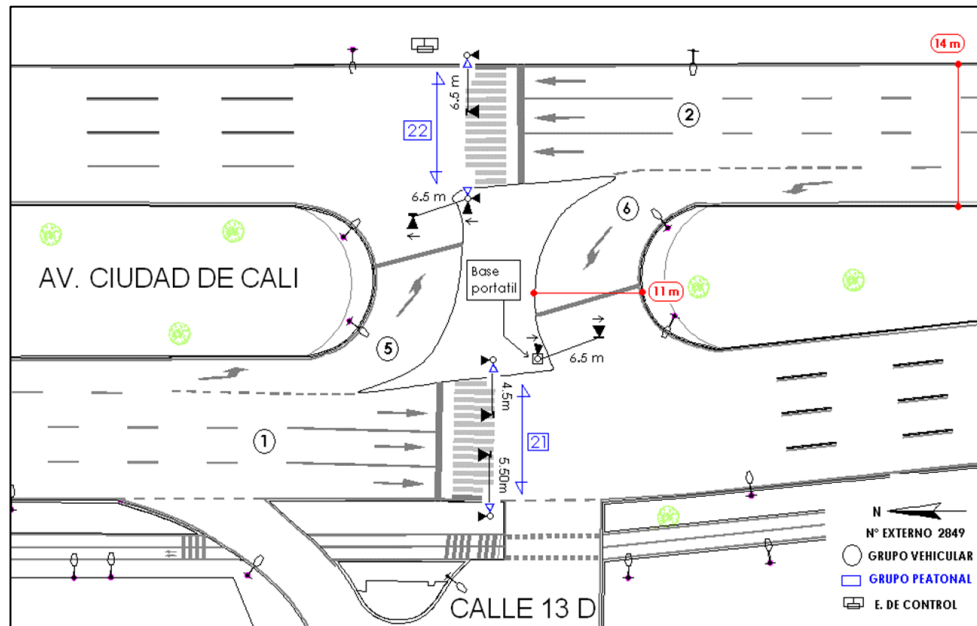 14 m
6.5 m
2
22
6.5 m
6
AV. CIUDAD DE CALI
Base
portatil
11 m
5
6.5 m
4.5m
1
21
5.50m
N
N° EXTERNO 2849
GRUPO VEHICULAR
GRUPO PEATONAL
CALLE 13 D
E. DE CONTROL